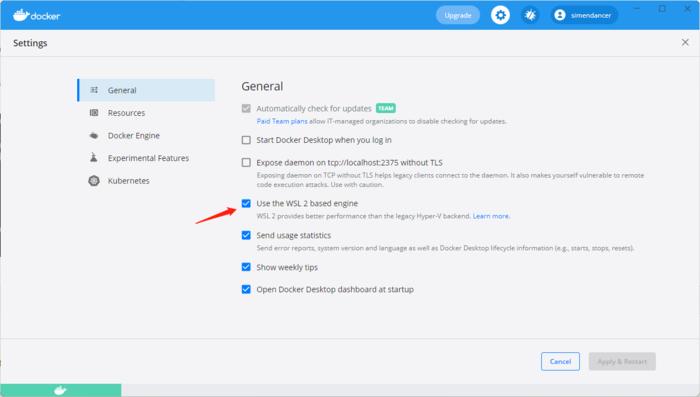 docker
Upgrade
simendancer
Settings
General
Resources
Docker Engine
Experimental Features
Kubernetes
General
Automatically check for updates TEAM
Paid Team plans allow IT-managed organizations to disable checking for updates.
Start Docker Desktop when you log in
Expose daemon on tcp://localhost:2375 without TLS
Exposing daemon on TCP without TLS helps legacy clients connect to the daemon. It also makes yourself vulnerable to remote
code execution attacks. Use with caution.
Use the WSL 2 based engine
WSL 2 provides better performance than the legacy Hyper-V backend. Learn more.
Send usage statistics
Send error reports, system version and language as well as Docker Desktop lifecycle information (e.g., starts, stops, resets).
Show weekly tips
Open Docker Desktop dashboard at startup
Cancel
Apply & Restart